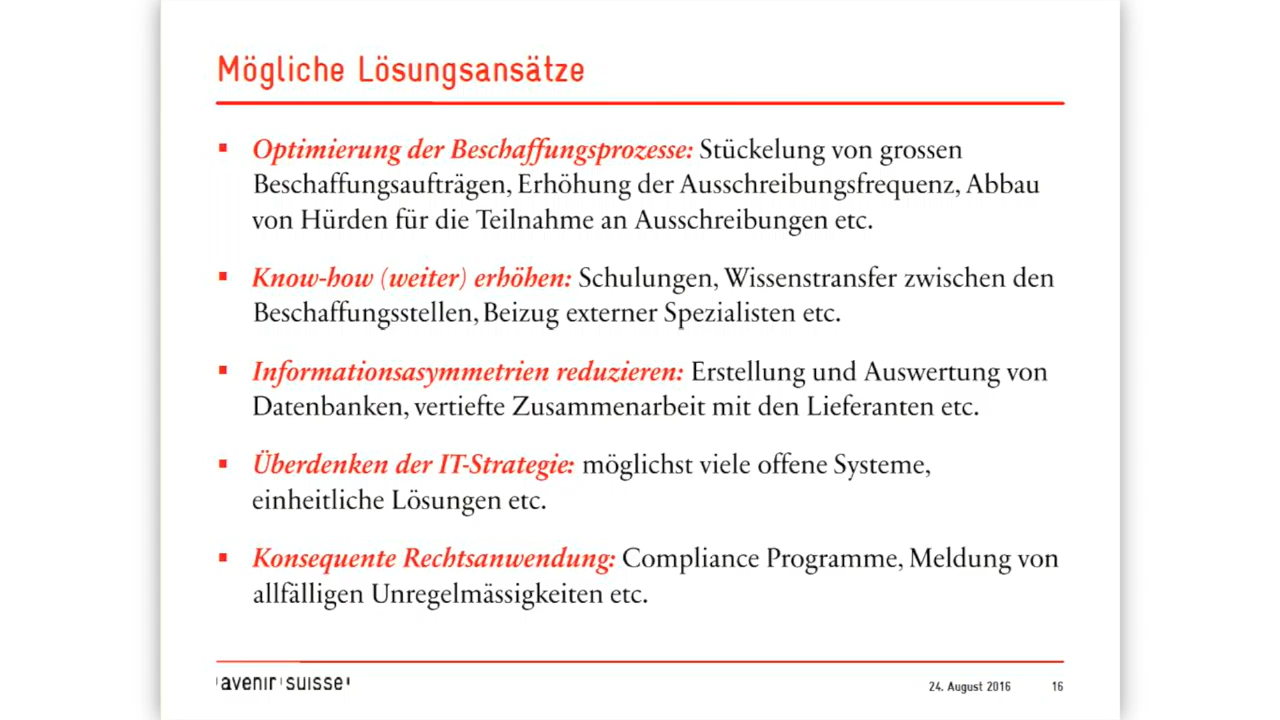 Mögliche Lösungsansätze
▪ Optimierung der Beschaffungsprozesse: Stückelung von grossen
Beschaffungsaufträgen, Erhöhung der Ausschreibungsfrequenz, Abbau
von Hürden für die Teilnahme an Ausschreibungen etc.
▪ Know-how (weiter) erhöhen: Schulungen, Wissenstransfer zwischen den
Beschaffungsstellen, Beizug externer Spezialisten etc.
▪ Informationsasymmetrien reduzieren: Erstellung und Auswertung von
Datenbanken, vertiefte Zusammenarbeit mit den Lieferanten etc.
▪ Überdenken der IT-Strategie: möglichst viele offene Systeme,
einheitliche Lösungen etc.
▪ Konsequente Rechtsanwendung: Compliance Programme, Meldung von
allfälligen Unregelmässigkeiten etc.
avenir suisse
24. August 2016 16